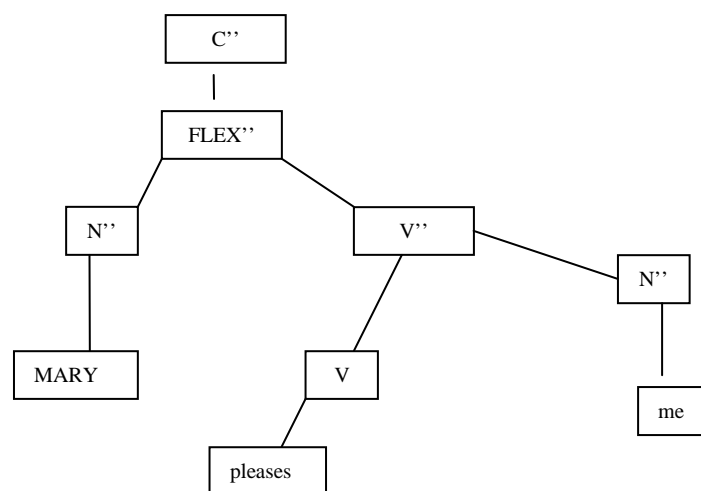 C’’
FLEX’’
N’’
V’’
N’’
MARY
V
me
pleases